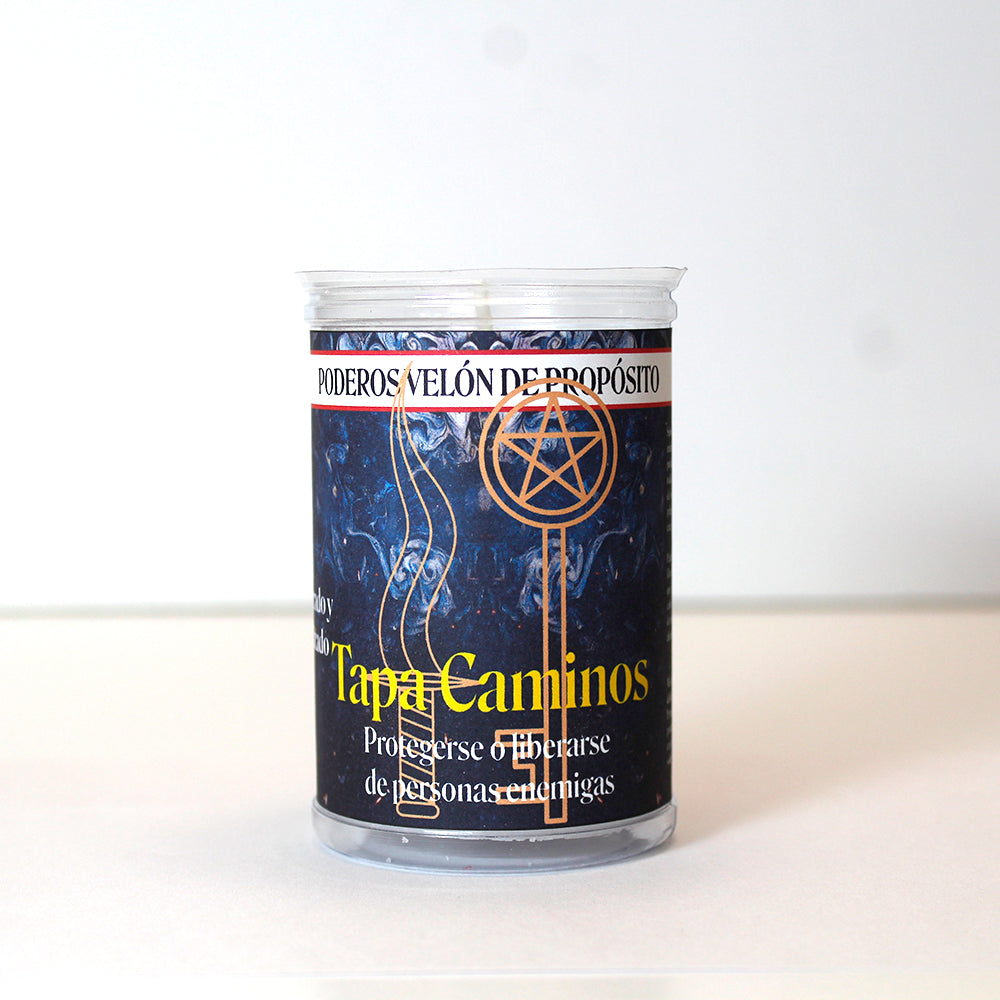 PODEROS VELÓN DE PROPÓSITO
Tapa Caminos
Protegerse o liberarse
de personas enemigas